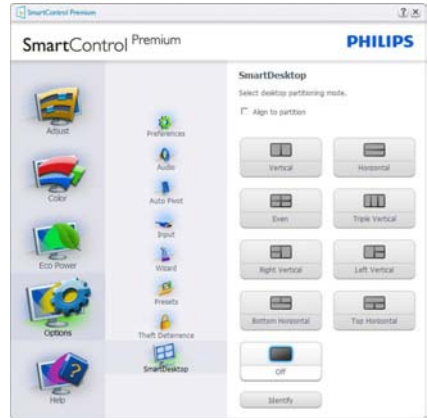 SmartControl Premium
SmartControl Premium
PHILIPS
Adjust
Color
Eco Power
Options
Help
Preferences
Audio
Auto Pivot
Input
Wizard
Presets
Theft Deterrence
SmartDesktop
SmartDesktop
Select desktop partitioning mode.
Align to partition
Vertical
Horizontal
Even
Triple Vertical
Right Vertical
Left Vertical
Bottom Horizontal
Top Horizontal
Off
Identify